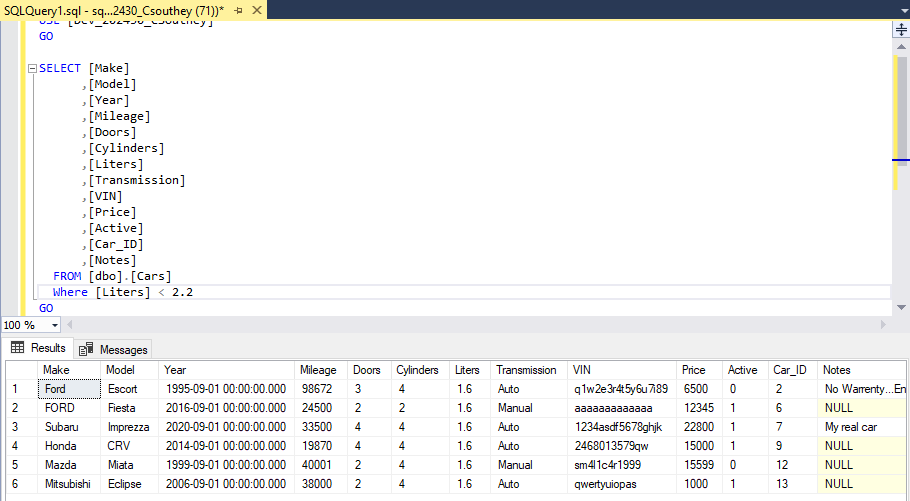 SQLQuery1.sql - sq...2430_Csouthey (71))*
USE [Dev_202430_Csouthey]
GO
SELECT [Make]
,[Model]
,[Year]
,[Mileage]
,[Doors]
,[Cylinders]
,[Liters]
,[Transmission]
,[VIN]
,[Price]
,[Active]
,[Car_ID]
,[Notes]
FROM [dbo].[Cars]
Where [Liters] < 2.2
GO
100 %
Results Messages
Make Model Year Mileage Doors Cylinders Liters Transmission VIN Price Active Car_ID Notes
1 Ford Escort 1995-09-01 00:00:00.000 98672 3 4 1.6 Auto q1w2e3r4t5y6u7i89 6500 0 2 No Warrenty...En
2 FORD Fiesta 2016-09-01 00:00:00.000 24500 2 2 1.6 Manual aaaaaaaaaaaaa 12345 1 6 NULL
3 Subaru Imprezza 2020-09-01 00:00:00.000 33500 4 4 1.6 Auto 1234asdf5678ghjk 22800 1 7 My real car
4 Honda CRV 2014-09-01 00:00:00.000 19870 4 4 1.6 Auto 2468013579qw 15000 1 9 NULL
5 Mazda Miata 1999-09-01 00:00:00.000 40001 2 4 1.6 Manual sm4l1c4r1999 15599 0 12 NULL
6 Mitsubishi Eclipse 2006-09-01 00:00:00.000 38000 2 4 1.6 Auto qwertyuiopas 1000 1 13 NULL